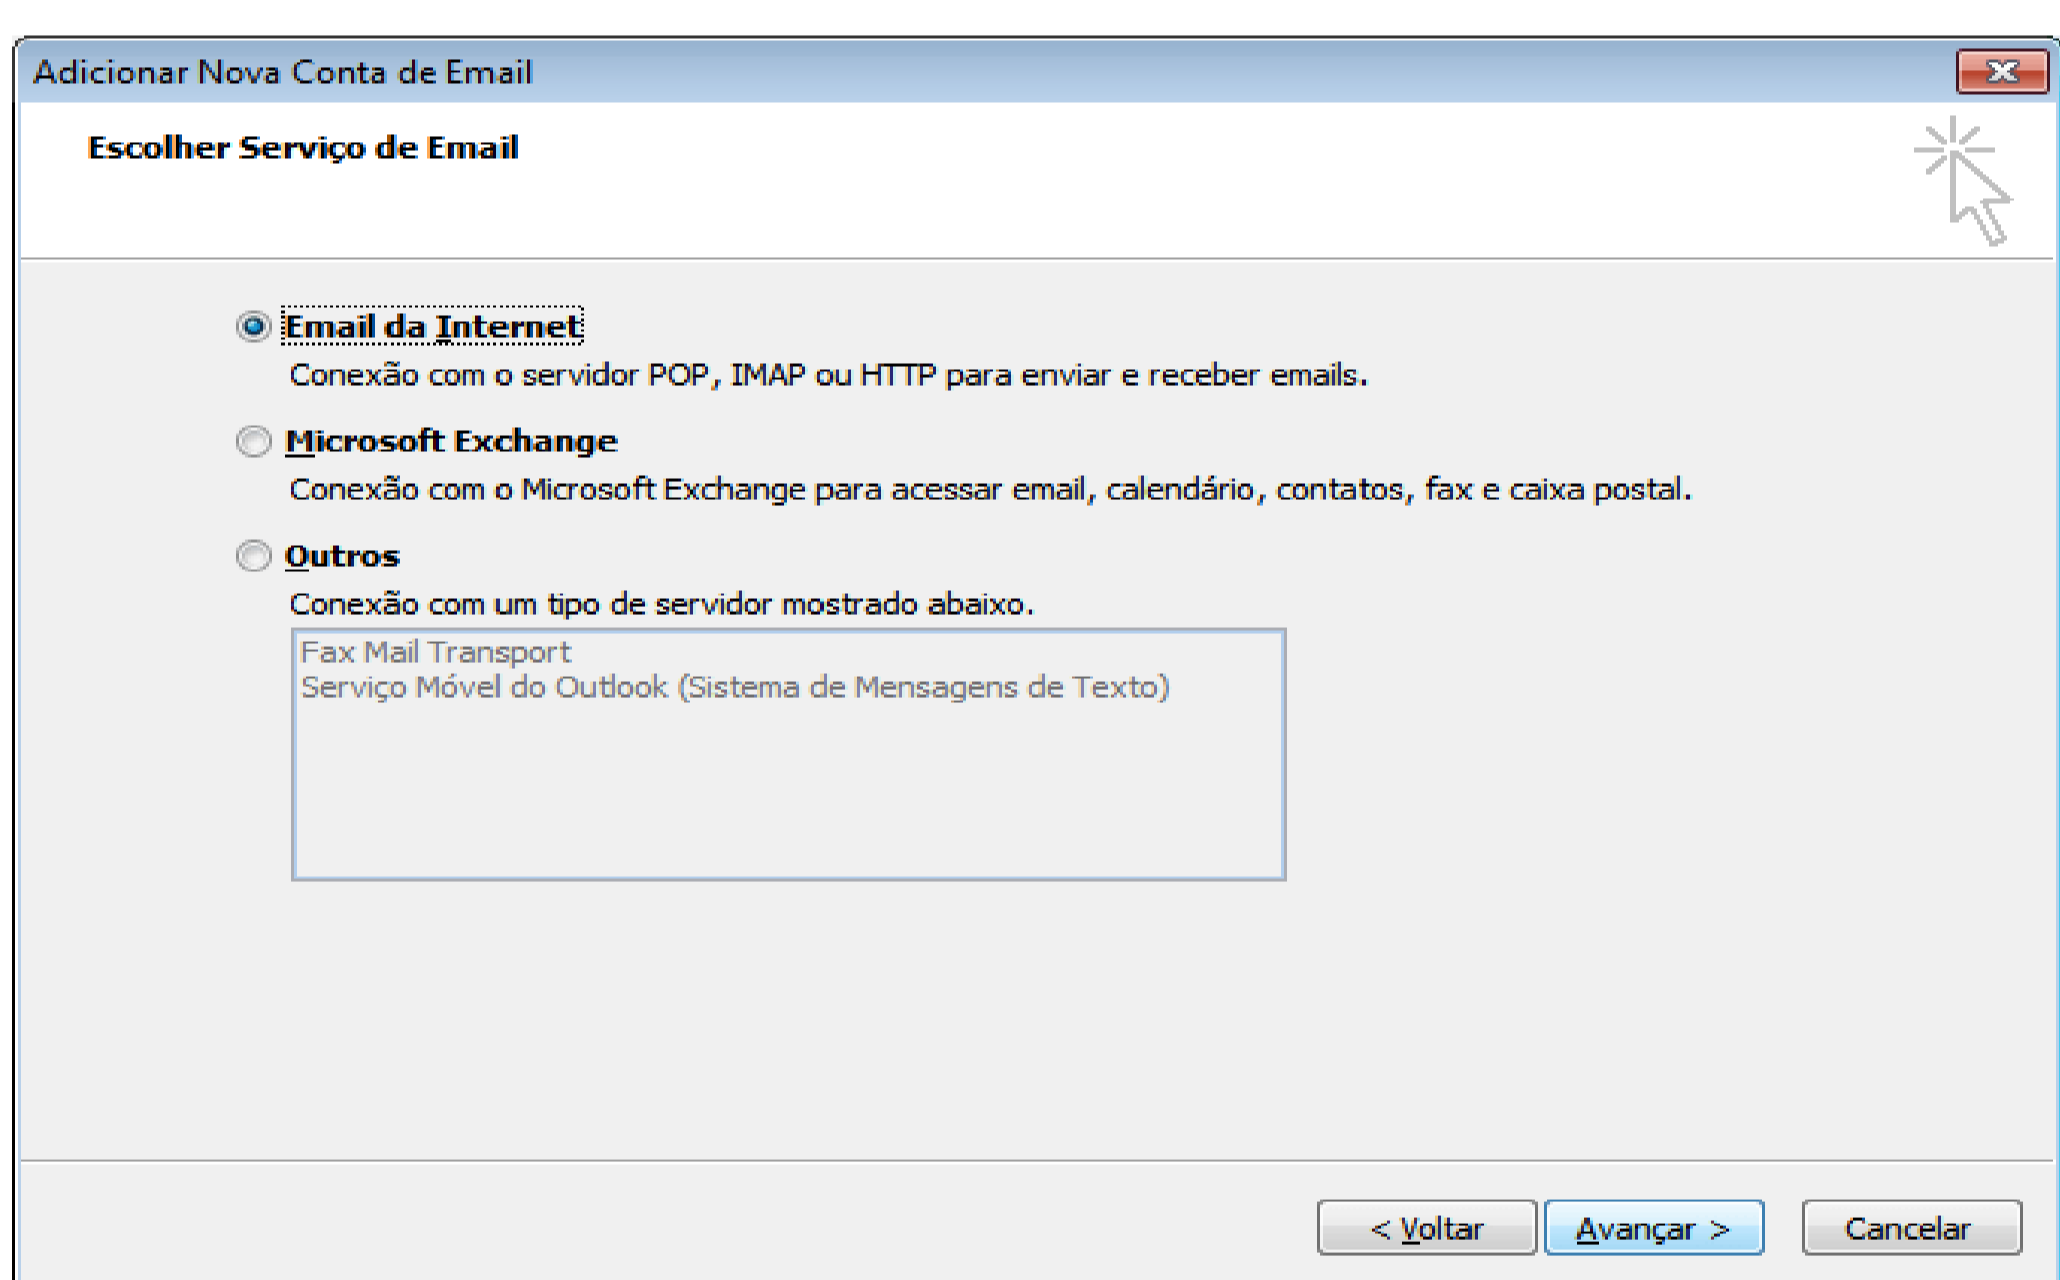 Adicionar Nova Conta de Email
Escolher Serviço de Email
Email da Internet
Conexão com o servidor POP, IMAP ou HTTP para enviar e receber emails.
Microsoft Exchange
Conexão com o Microsoft Exchange para acessar email, calendário, contatos, fax e caixa postal.
Outros
Conexão com um tipo de servidor mostrado abaixo.
Fax Mail Transport
Serviço Móvel do Outlook (Sistema de Mensagens de Texto)
< Voltar Avançar > Cancelar